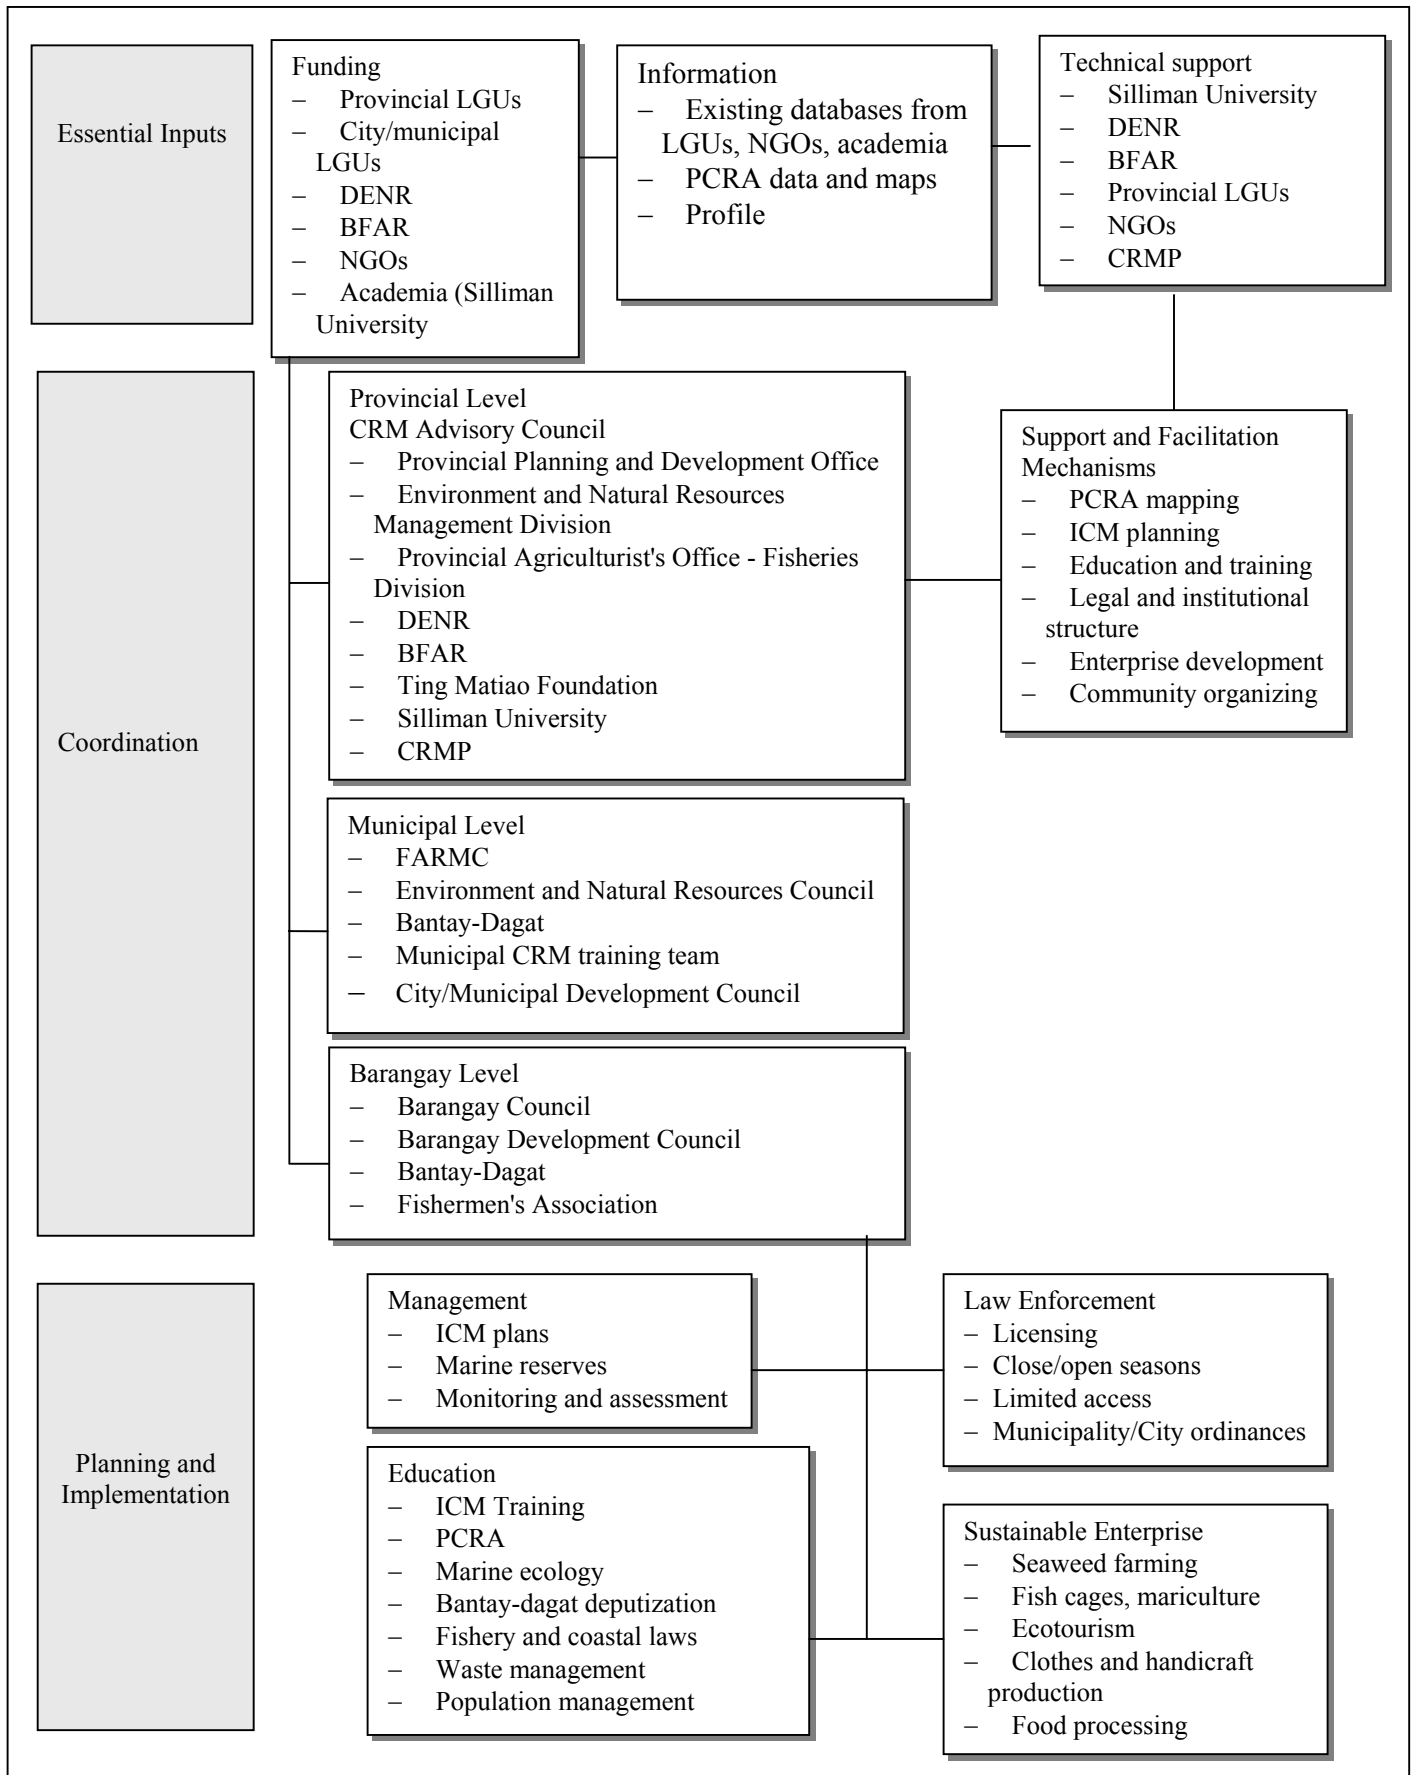 Essential Inputs
Funding
– Provincial LGUs
– City/municipal
LGUs
– DENR
– BFAR
– NGOs
– Academia (Silliman
University
Information
– Existing databases from
LGUs, NGOs, academia
– PCRA data and maps
– Profile
Technical support
– Silliman University
– DENR
– BFAR
– Provincial LGUs
– NGOs
– CRMP
Coordination
Provincial Level
CRM Advisory Council
– Provincial Planning and Development Office
– Environment and Natural Resources
Management Division
– Provincial Agriculturist's Office - Fisheries
Division
– DENR
– BFAR
– Ting Matiao Foundation
– Silliman University
– CRMP
Support and Facilitation
Mechanisms
– PCRA mapping
– ICM planning
– Education and training
– Legal and institutional
structure
– Enterprise development
– Community organizing
Municipal Level
– FARMC
– Environment and Natural Resources Council
– Bantay-Dagat
– Municipal CRM training team
– City/Municipal Development Council
Barangay Level
– Barangay Council
– Barangay Development Council
– Bantay-Dagat
– Fishermen's Association
Planning and
Implementation
Management
– ICM plans
– Marine reserves
– Monitoring and assessment
Law Enforcement
– Licensing
– Close/open seasons
– Limited access
– Municipality/City ordinances
Education
– ICM Training
– PCRA
– Marine ecology
– Bantay-dagat deputization
– Fishery and coastal laws
– Waste management
– Population management
Sustainable Enterprise
– Seaweed farming
– Fish cages, mariculture
– Ecotourism
– Clothes and handicraft
production
– Food processing